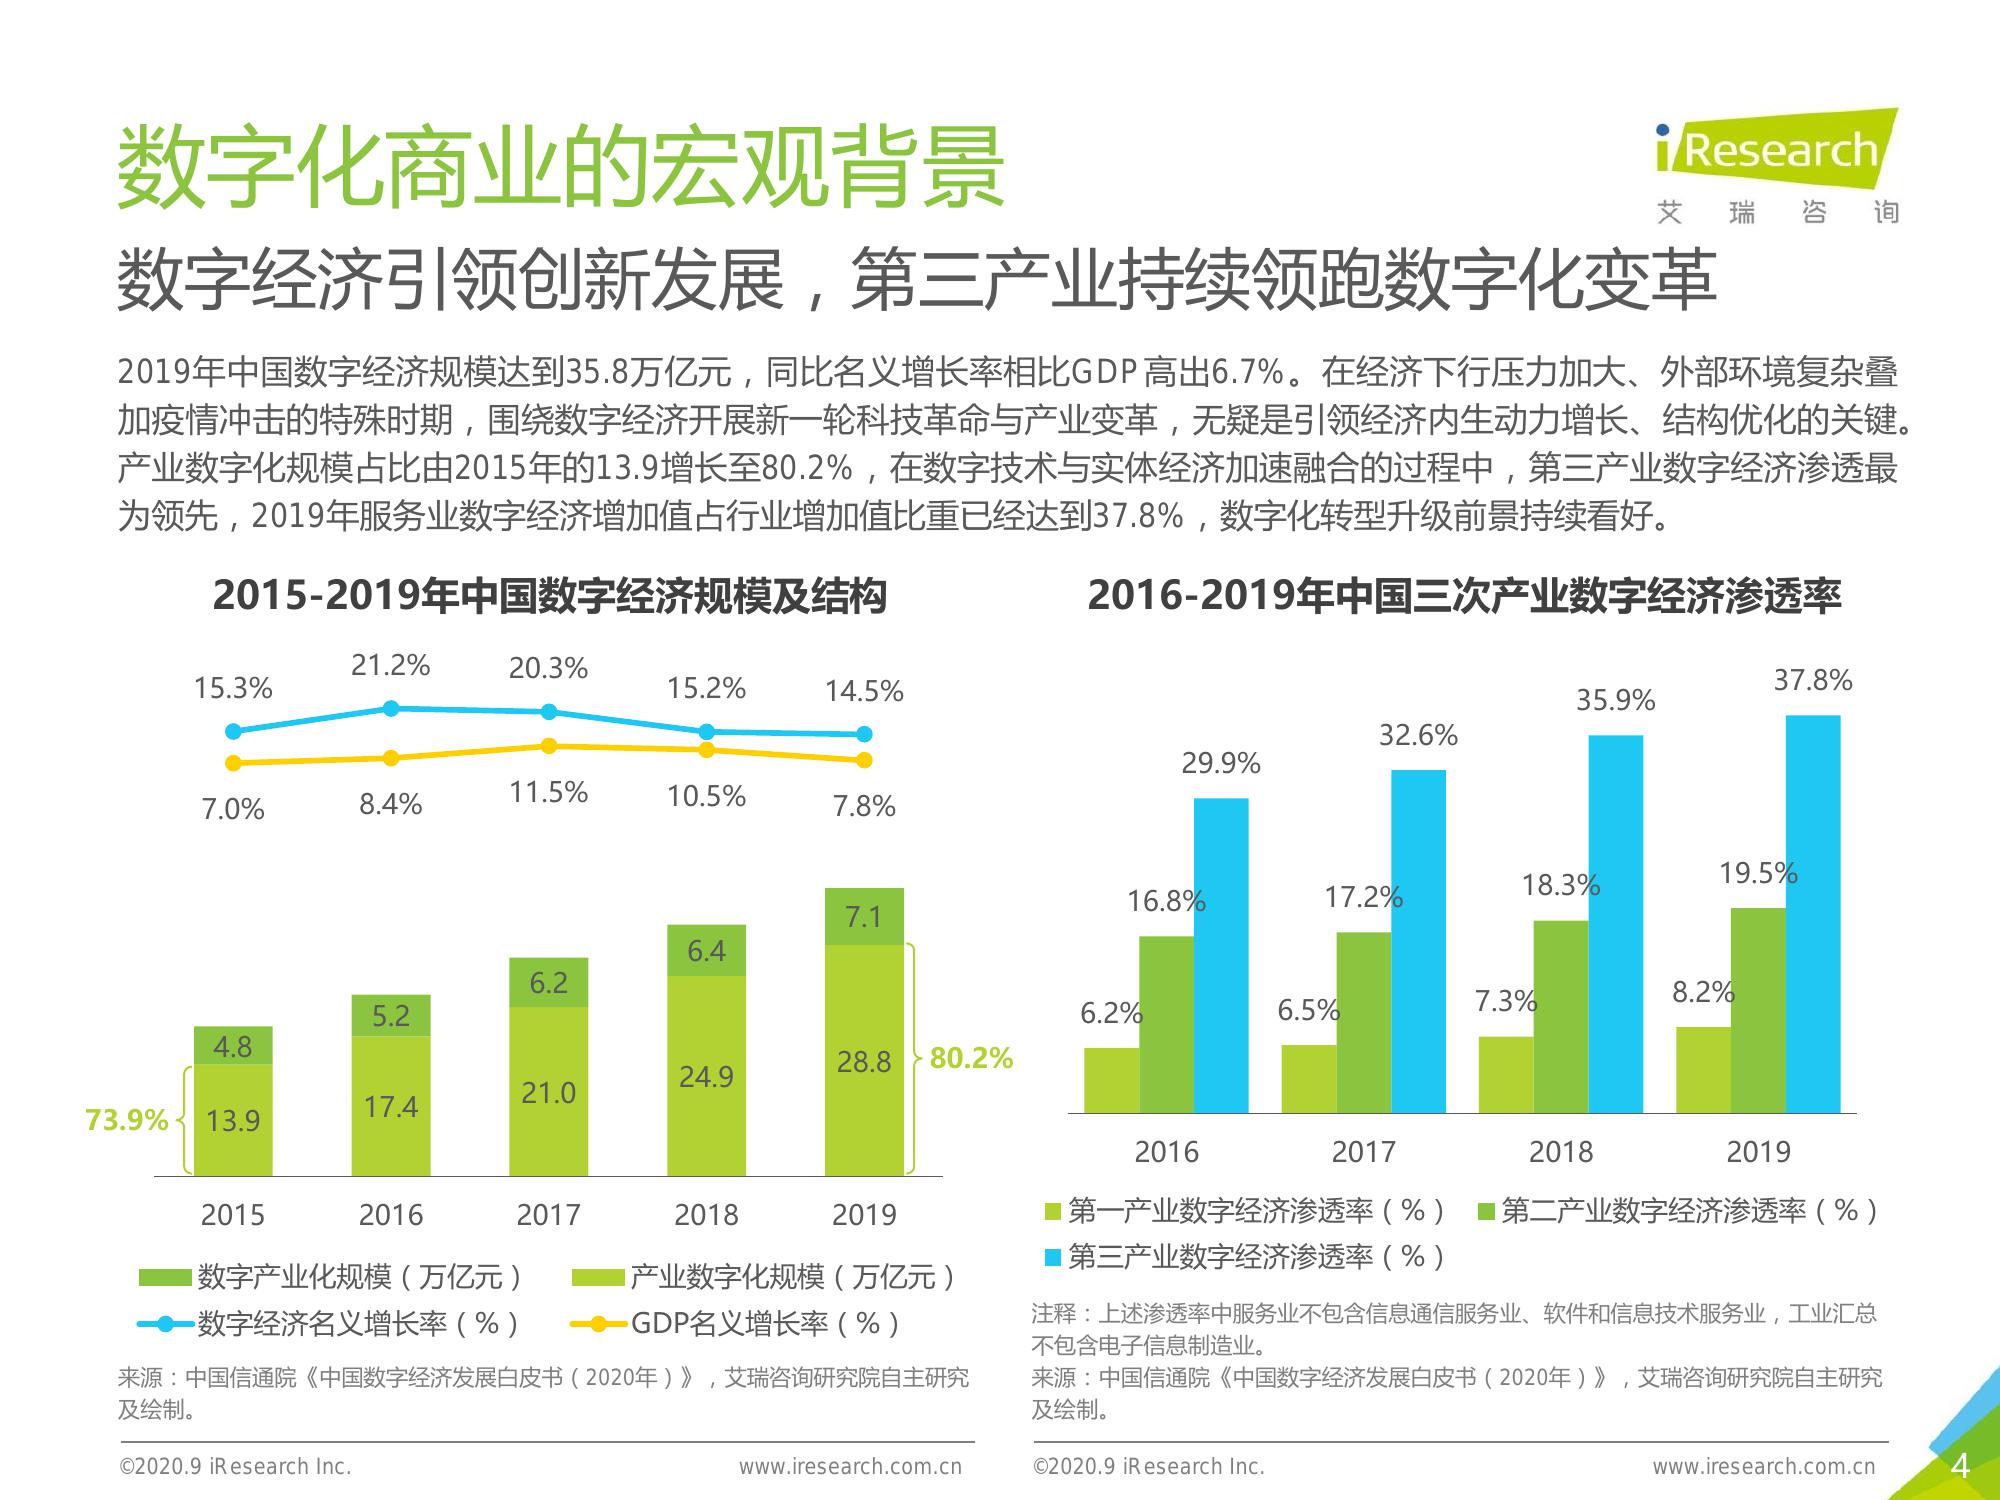 数字化商业的宏观背景
iResearch
艾瑞咨询
数字经济引领创新发展，第三产业持续领跑数字化变革
2019年中国数字经济规模达到35.8万亿元，同比名义增长率相比GDP高出6.7%。在经济下行压力加大、外部环境复杂叠
加疫情冲击的特殊时期，围绕数字经济开展新一轮科技革命与产业变革，无疑是引领经济内生动力增长、结构优化的关键。
产业数字化规模占比由2015年的13.9增长至80.2%，在数字技术与实体经济加速融合的过程中，第三产业数字经济渗透最
为领先，2019年服务业数字经济增加值占行业增加值比重已经达到37.8%，数字化转型升级前景持续看好。
2015-2019年中国数字经济规模及结构
15.3% 21.2% 20.3% 15.2% 14.5%
7.0% 8.4% 11.5% 10.5% 7.8%
4.8 5.2 6.2 6.4 7.1
13.9 17.4 21.0 24.9 28.8
73.9% 80.2%
2015 2016 2017 2018 2019
数字产业化规模（万亿元） 产业数字化规模（万亿元）
数字经济名义增长率（%） GDP名义增长率（%）
来源：中国信通院《中国数字经济发展白皮书（2020年）》，艾瑞咨询研究院自主研究
及绘制。
©2020.9 iResearch Inc. www.iresearch.com.cn
2016-2019年中国三次产业数字经济渗透率
29.9% 32.6% 35.9% 37.8%
16.8% 17.2% 18.3% 19.5%
6.2% 6.5% 7.3% 8.2%
2016 2017 2018 2019
第一产业数字经济渗透率（%） 第二产业数字经济渗透率（%）
第三产业数字经济渗透率（%）
注释：上述渗透率中服务业不包含信息通信服务业、软件和信息技术服务业，工业汇总
不包含电子信息制造业。
来源：中国信通院《中国数字经济发展白皮书（2020年）》，艾瑞咨询研究院自主研究
及绘制。
©2020.9 iResearch Inc. www.iresearch.com.cn
4